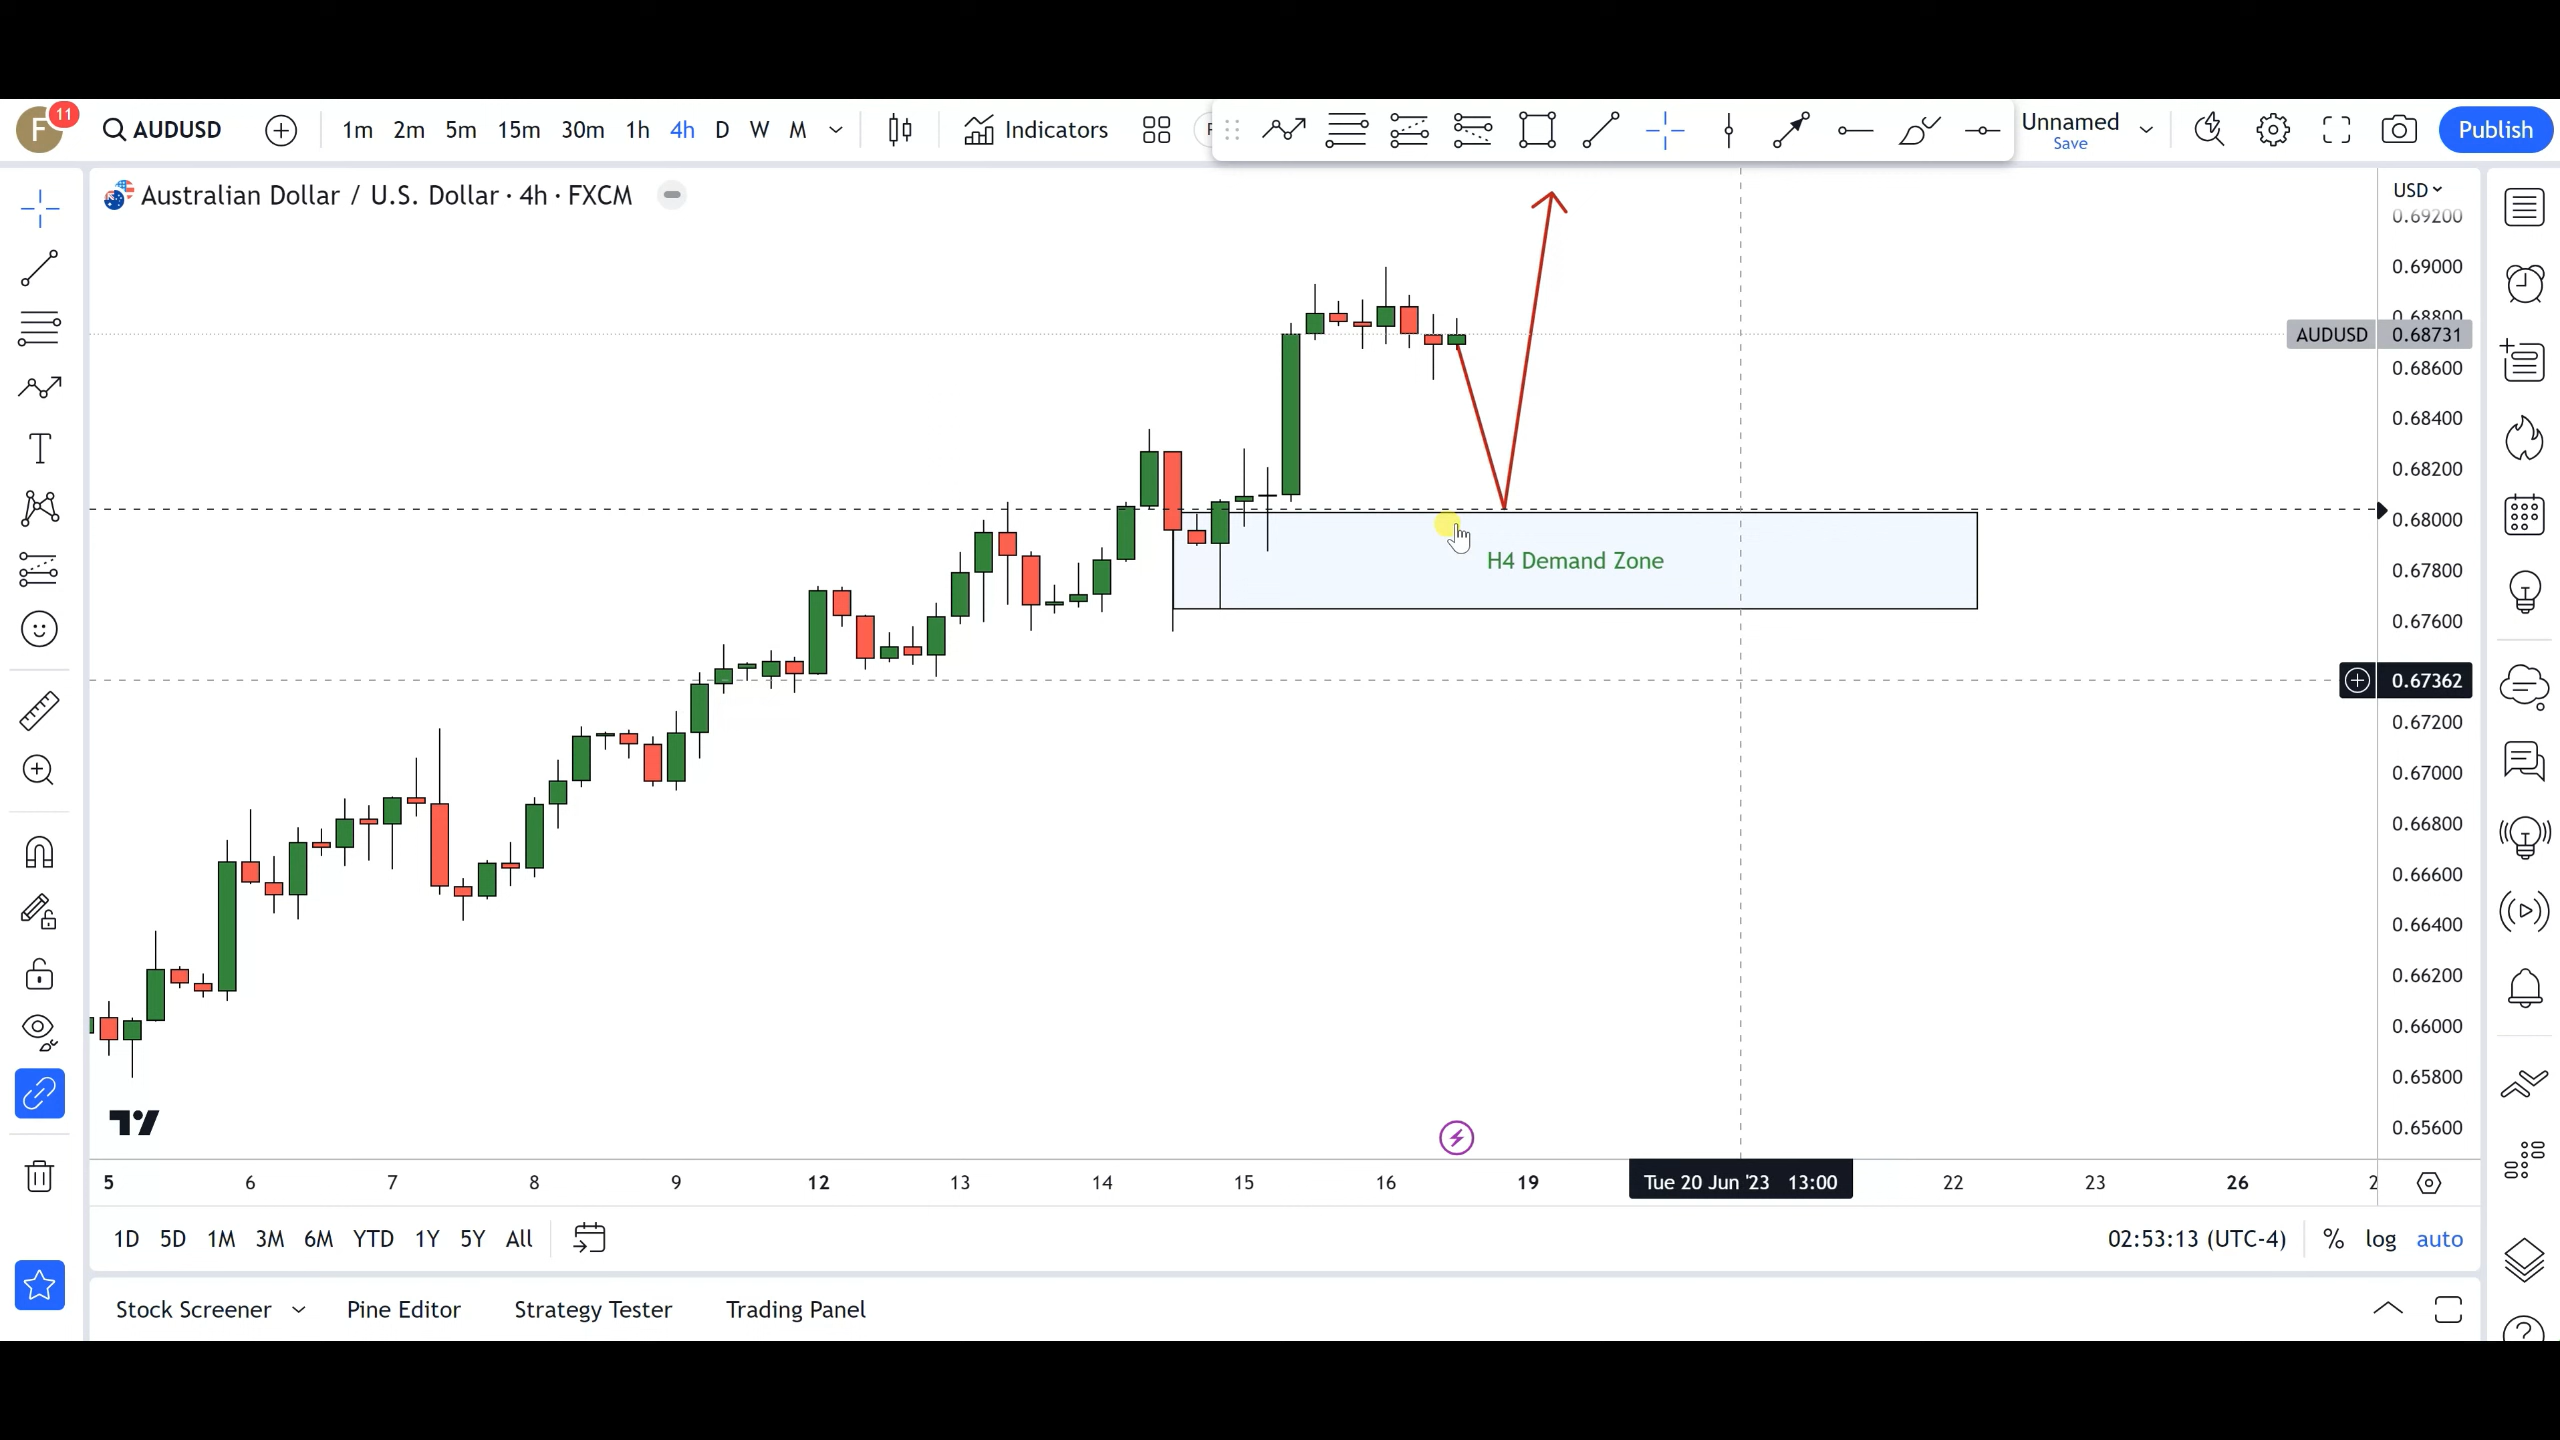 F 11 AUDUSD 1m 2m 5m 15m 30m 1h 4h D W M Indicators Unnamed Publish
Save
Australian Dollar / U.S. Dollar · 4h · FXCM
USD
0.69200
0.69000
0.68800
AUDUSD 0.68731
0.68600
0.68400
0.68200
0.68000
H4 Demand Zone
0.67800
0.67600
0.67362
0.67200
0.67000
0.66800
0.66600
0.66400
0.66200
0.66000
0.65800
0.65600
5 6 7 8 9 12 13 14 15 16 19 Tue 20 Jun '23 13:00 22 23 26 2
1D 5D 1M 3M 6M YTD 1Y 5Y All 02:53:13 (UTC-4) % log auto
Stock Screener Pine Editor Strategy Tester Trading Panel